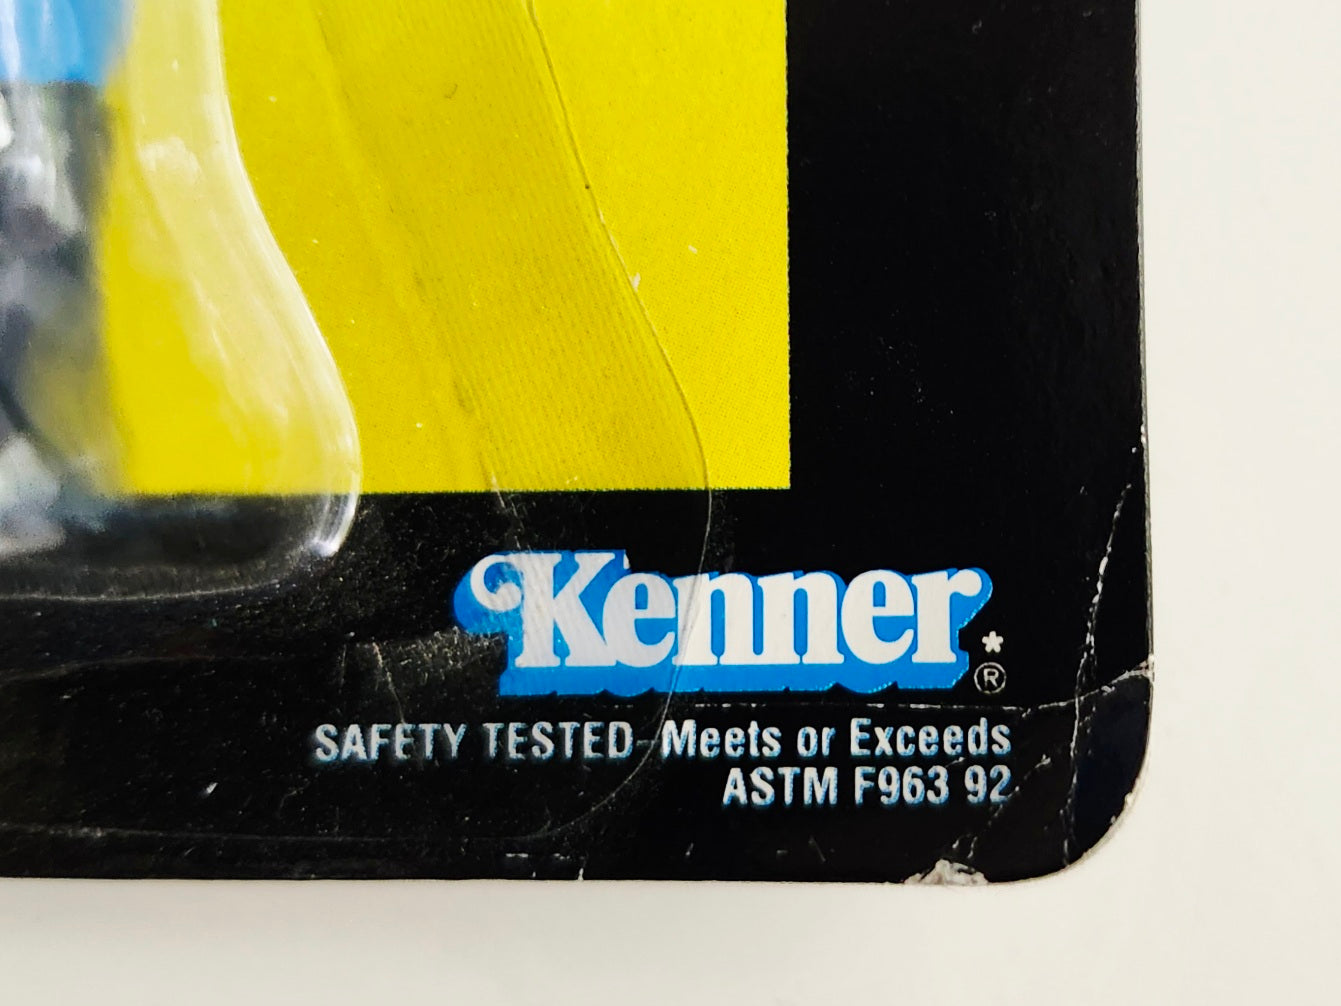 Kenner*®
SAFETY TESTED-Meets or Exceeds
ASTM F963 92